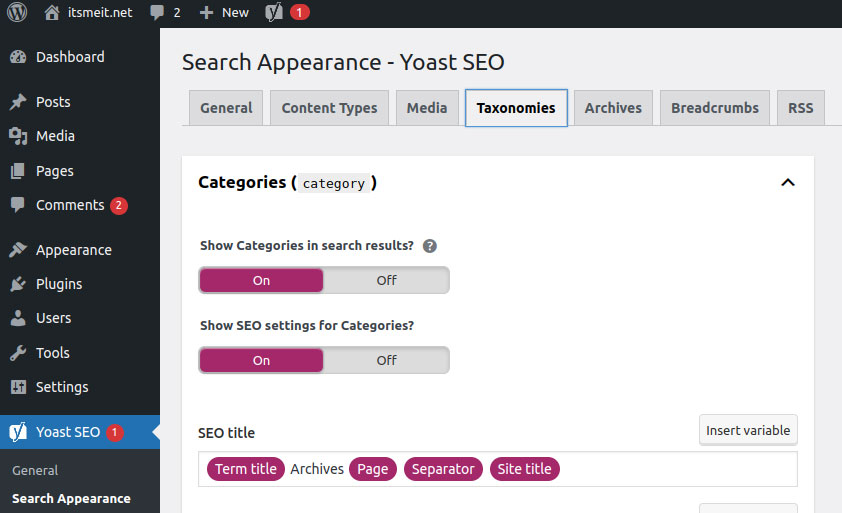 itsmeit.net 2 New 1
Dashboard
Posts
Media
Pages
Comments 2
Appearance
Plugins
Users
Tools
Settings
Yoast SEO 1
General
Search Appearance
Search Appearance - Yoast SEO
General Content Types Media Taxonomies Archives Breadcrumbs RSS
Categories ( category )
Show Categories in search results? ?
On Off
Show SEO settings for Categories?
On Off
SEO title Insert variable
Term title Archives Page Separator Site title